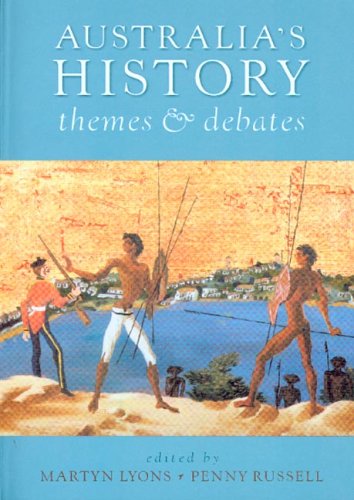 AUSTRALIA'S
HISTORY
themes & debates
edited by
MARTYN LYONS • PENNY RUSSELL